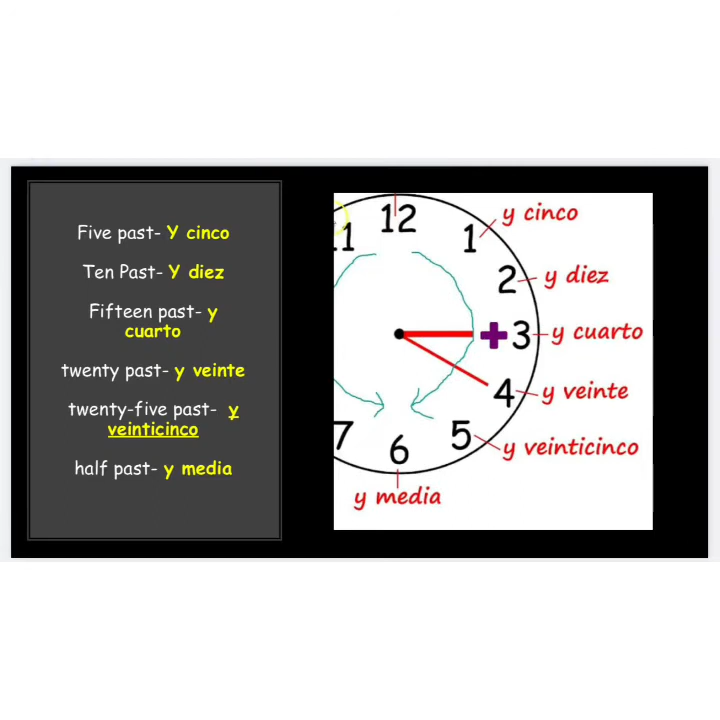 Five past- Y cinco
Ten Past- Y diez
Fifteen past- y
cuarto
twenty past- y veinte
twenty-five past- y
veinticinco
half past- y media
12
y cinco
11
1
2
y diez
+
3
y cuarto
4
y veinte
7
5
6
y veinticinco
y media